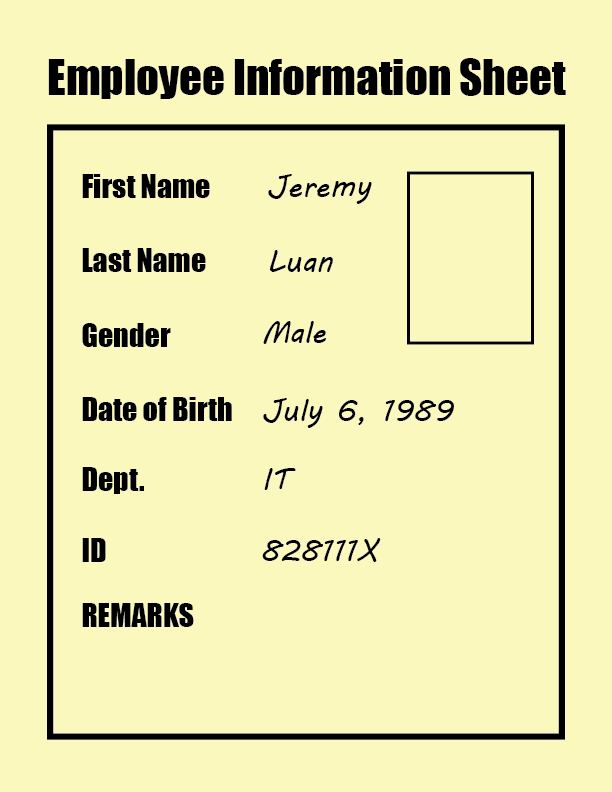 Employee Information Sheet
First Name Jeremy
Last Name Luan
Gender Male
Date of Birth July 6, 1989
Dept. IT
ID 828111X
REMARKS